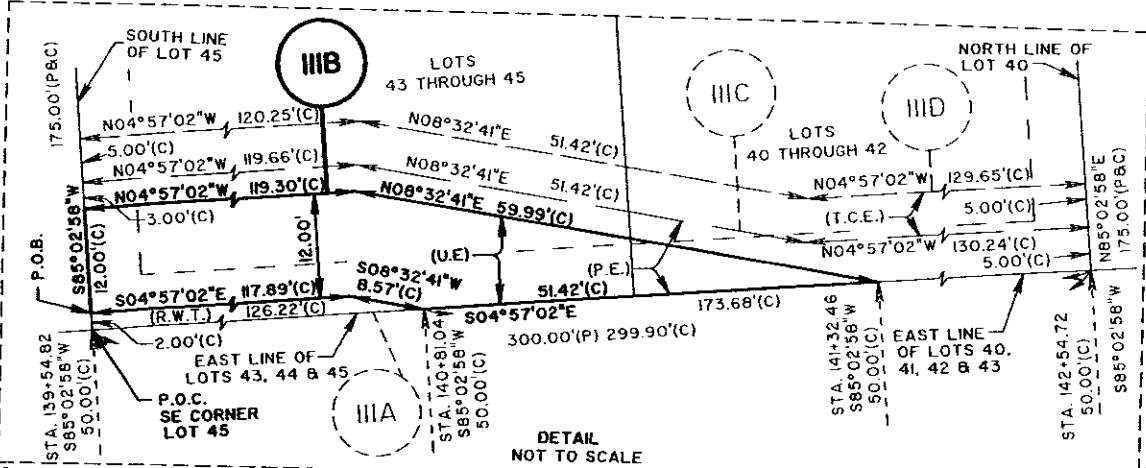 SOUTH LINE
OF LOT 45
175.00'(P&C)
IIIB
LOTS
43 THROUGH 45
NORTH LINE OF
LOT 40
IIIC
IIID
LOTS
40 THROUGH 42
N04°57'02"W 120.25'(C)
N08°32'41"E 51.42'(C)
5.00'(C)
N04°57'02"W 119.66'(C)
N08°32'41"E 51.42'(C)
N04°57'02"W 129.65'(C)
N04°57'02"W 119.30'(C)
N08°32'41"E 59.99'(C)
(T.C.E.)
5.00'(C)
3.00'(C)
N04°57'02"W 130.24'(C)
5.00'(C)
N85°02'58"E
175.00'(P&C)
S85°02'58"W
12.00'(C)
P.O.B.
12.00'
(U.E)
(P.E.)
S08°32'41"W
8.57'(C)
S04°57'02"E 117.89'(C)
51.42'(C)
S04°57'02"E
173.68'(C)
(R.W.T.) 126.22'(C)
2.00'(C)
300.00'(P) 299.90'(C)
EAST LINE OF
LOTS 43, 44 & 45
EAST LINE
OF LOTS 40,
41, 42 & 43
P.O.C.
SE CORNER
LOT 45
IIIA
STA. 139+54.82
S85°02'58"W
50.00'(C)
STA. 140+81.04
S85°02'58"W
50.00'(C)
STA. 141+32.46
S85°02'58"W
50.00'(C)
STA. 142+54.72
S85°02'58"W
50.00'(C)
DETAIL
NOT TO SCALE